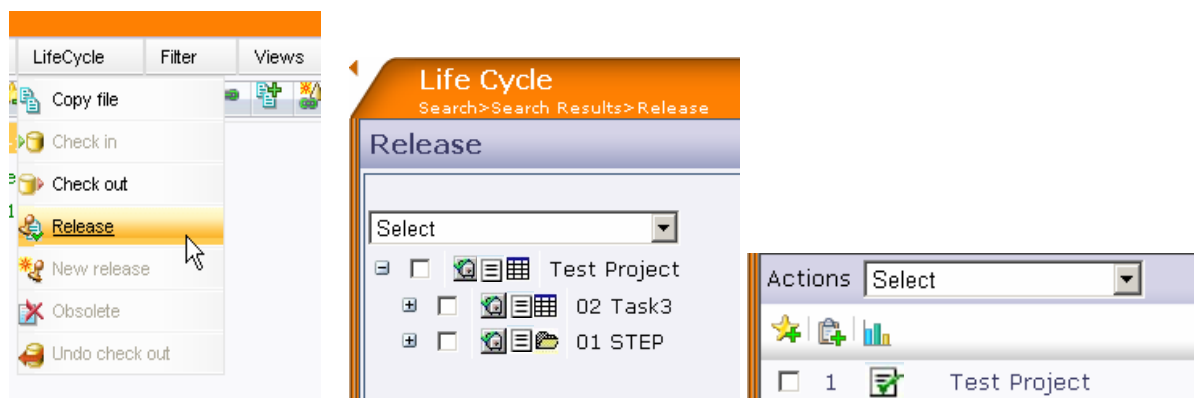 LifeCycle Filter Views
Copy file
Check in
Check out
Release
New release
Obsolete
Undo check out
Life Cycle
Search>Search Results>Release
Release
Select
Test Project
02 Task3
01 STEP
Actions Select
1 Test Project